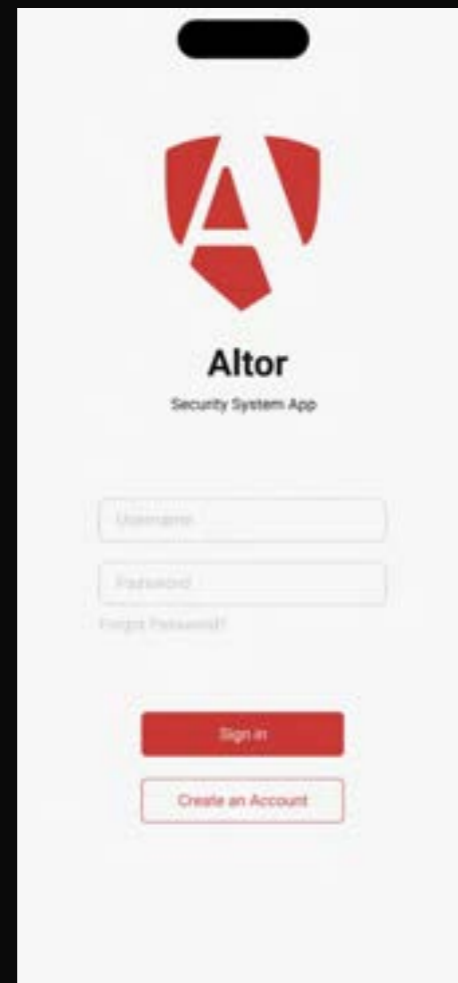 Altor
Security System App
Username
Password
Forgot Password?
Sign in
Create an Account